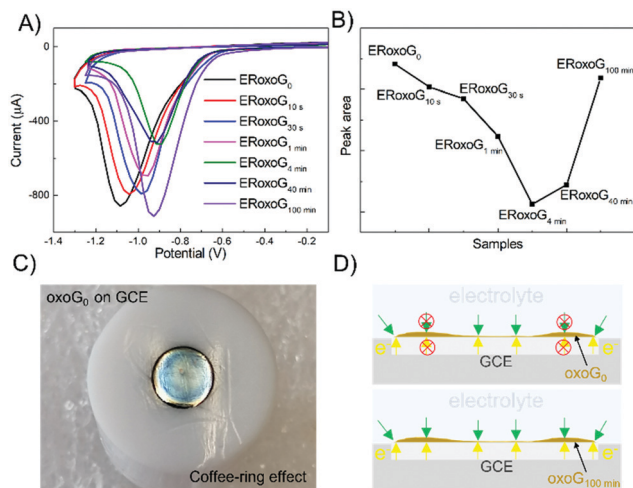 A)
0
-400
-800
Current (μA)
-1.2
-1.0
-0.8
-0.6
-0.4
-0.2
Potential (V)
ERoxoG0
ERoxoG10 s
ERoxoG30 s
ERoxoG1 min
ERoxoG4 min
ERoxoG40 min
ERoxoG100 min
B)
Peak area
Samples
ERoxoG0
ERoxoG10 s
ERoxoG30 s
ERoxoG1 min
ERoxoG4 min
ERoxoG40 min
ERoxoG100 min
C)
oxoG0 on GCE
Coffee-ring effect
D)
electrolyte
e-
e-
GCE
oxoG0
electrolyte
e-
e-
GCE
oxoG100 min